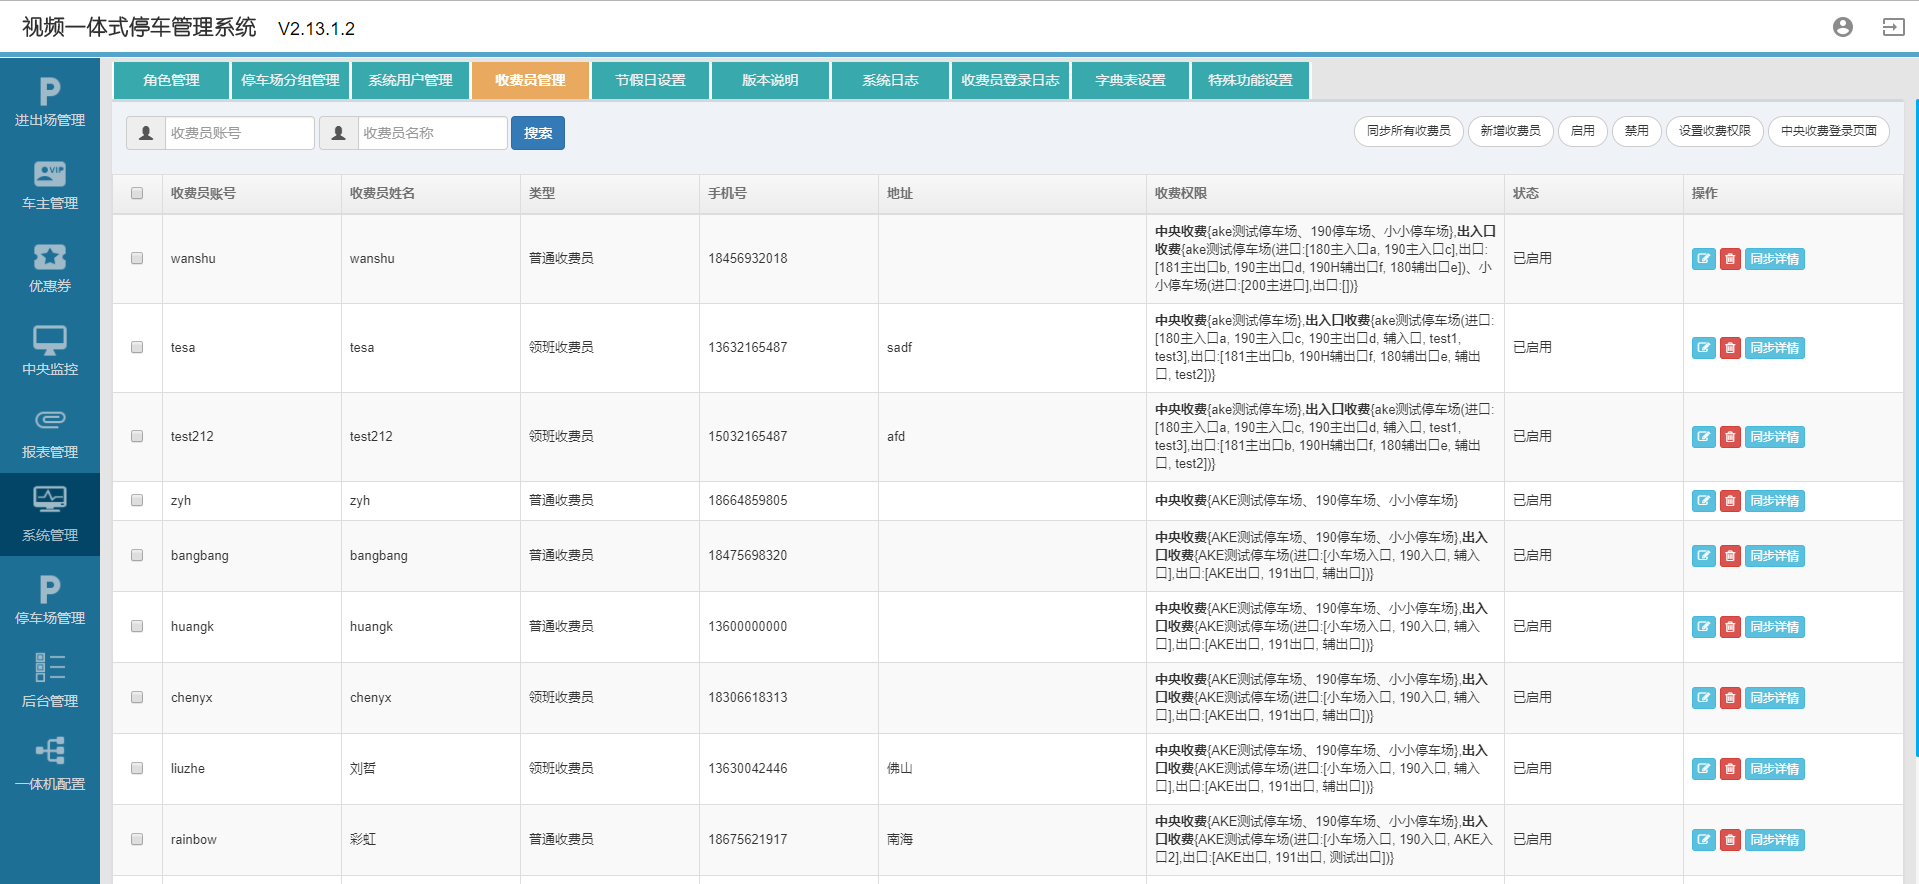 视频一体式停车管理系统 V2.13.1.2
进出场管理
车主管理
优惠券
中央监控
报表管理
系统管理
停车场管理
后台管理
一体机配置
角色管理 停车场分组管理 系统用户管理 收费员管理 节假日设置 版本说明 系统日志 收费员登录日志 字典表设置 特殊功能设置
收费员账号 收费员名称 搜索 同步所有收费员 新增收费员 启用 禁用 设置收费权限 中央收费登录页面
收费员账号 收费员姓名 类型 手机号 地址 收费权限 状态 操作
中央收费{ake测试停车场、190停车场、小小停车场},出入口
收费{ake测试停车场(进口:[180主入口a, 190主入口c],出口:
wanshu wanshu 普通收费员 18456932018 已启用 同步详情
[181主出口b, 190主出口d, 190H辅出口f, 180辅出口e])、小
小停车场(进口:[200主进口],出口:[])}
中央收费{ake测试停车场},出入口收费{ake测试停车场(进口:
[180主入口a, 190主入口c, 190主出口d, 辅入口, test1,
tesa tesa 领班收费员 13632165487 sadf 已启用 同步详情
test3],出口:[181主出口b, 190H辅出口f, 180辅出口e, 辅出
口, test2])}
中央收费{ake测试停车场},出入口收费{ake测试停车场(进口:
[180主入口a, 190主入口c, 190主出口d, 辅入口, test1,
test212 test212 领班收费员 15032165487 afd 已启用 同步详情
test3],出口:[181主出口b, 190H辅出口f, 180辅出口e, 辅出
口, test2])}
zyh zyh 普通收费员 18664859805 中央收费{AKE测试停车场、190停车场、小小停车场} 已启用 同步详情
中央收费{AKE测试停车场、190停车场、小小停车场},出入
bangbang bangbang 普通收费员 18475698320 口收费{AKE测试停车场(进口:[小车场入口, 190入口, 辅入 已启用 同步详情
口],出口:[AKE出口, 191出口, 辅出口])}
中央收费{AKE测试停车场、190停车场、小小停车场},出入
huangk huangk 普通收费员 13600000000 口收费{AKE测试停车场(进口:[小车场入口, 190入口, 辅入 已启用 同步详情
口],出口:[AKE出口, 191出口, 辅出口])}
中央收费{AKE测试停车场、190停车场、小小停车场},出入
chenyx chenyx 领班收费员 18306618313 口收费{AKE测试停车场(进口:[小车场入口, 190入口, 辅入 已启用 同步详情
口],出口:[AKE出口, 191出口, 辅出口])}
中央收费{AKE测试停车场、190停车场、小小停车场},出入
liuzhe 刘哲 领班收费员 13630042446 佛山 口收费{AKE测试停车场(进口:[小车场入口, 190入口, 辅入 已启用 同步详情
口],出口:[AKE出口, 191出口, 辅出口])}
中央收费{AKE测试停车场、190停车场、小小停车场},出入
rainbow 彩虹 普通收费员 18675621917 南海 口收费{AKE测试停车场(进口:[小车场入口, 190入口, AKE入 已启用 同步详情
口2],出口:[AKE出口, 191出口, 测试出口])}